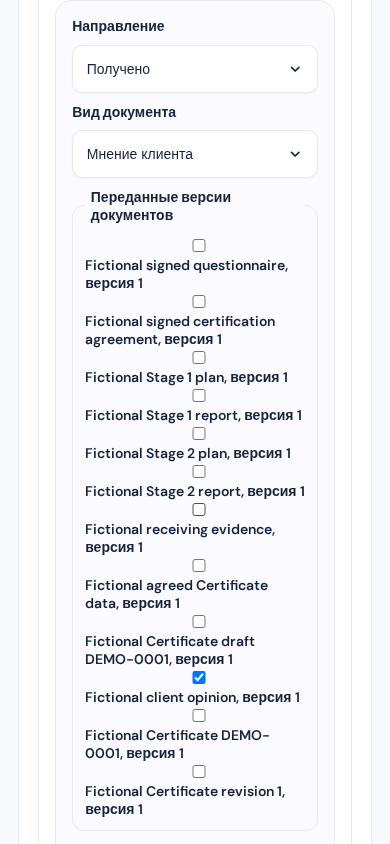 Направление
Получено
Вид документа
Мнение клиента
Переданные версии
документов
Fictional signed questionnaire,
версия 1
Fictional signed certification
agreement, версия 1
Fictional Stage 1 plan, версия 1
Fictional Stage 1 report, версия 1
Fictional Stage 2 plan, версия 1
Fictional Stage 2 report, версия 1
Fictional receiving evidence,
версия 1
Fictional agreed Certificate
data, версия 1
Fictional Certificate draft
DEMO-0001, версия 1
Fictional client opinion, версия 1
Fictional Certificate DEMO-
0001, версия 1
Fictional Certificate revision 1,
версия 1